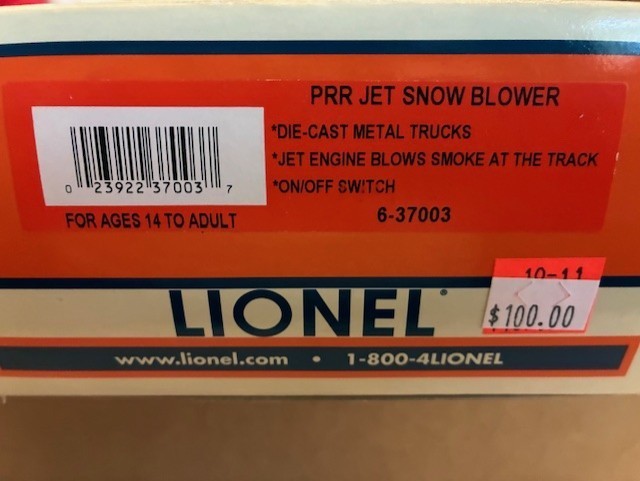 PRR JET SNOW BLOWER
*DIE-CAST METAL TRUCKS
*JET ENGINE BLOWS SMOKE AT THE TRACK
*ON/OFF SWITCH
0 23922 37003 7
FOR AGES 14 TO ADULT
6-37003
10-11
$100.00
LIONEL
www.lionel.com • 1-800-4LIONEL